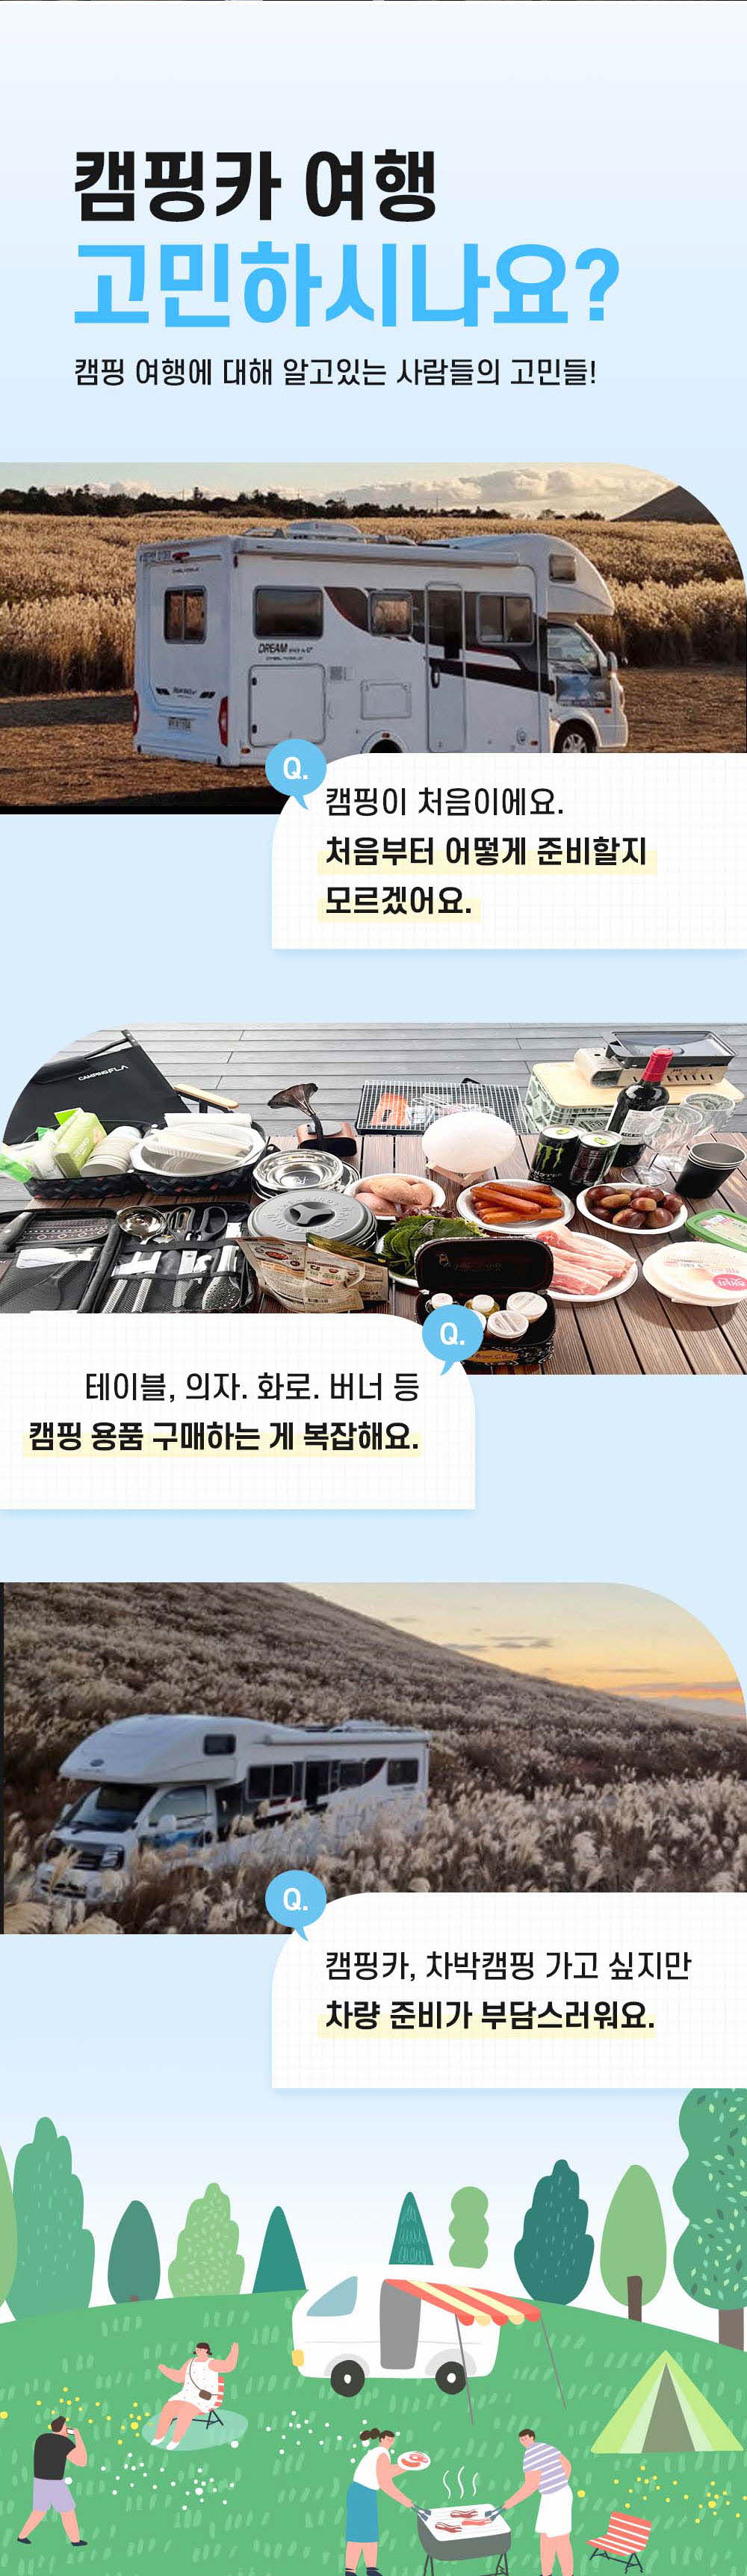 캠핑카 여행
고민하시나요?
캠핑 여행에 대해 알고있는 사람들의 고민들!
DREAM
Q.
캠핑이 처음이에요.
처음부터 어떻게 준비할지
모르겠어요.
CAMPINGFLA
Q.
테이블, 의자. 화로. 버너 등
캠핑 용품 구매하는 게 복잡해요.
Q.
캠핑카, 차박캠핑 가고 싶지만
차량 준비가 부담스러워요.